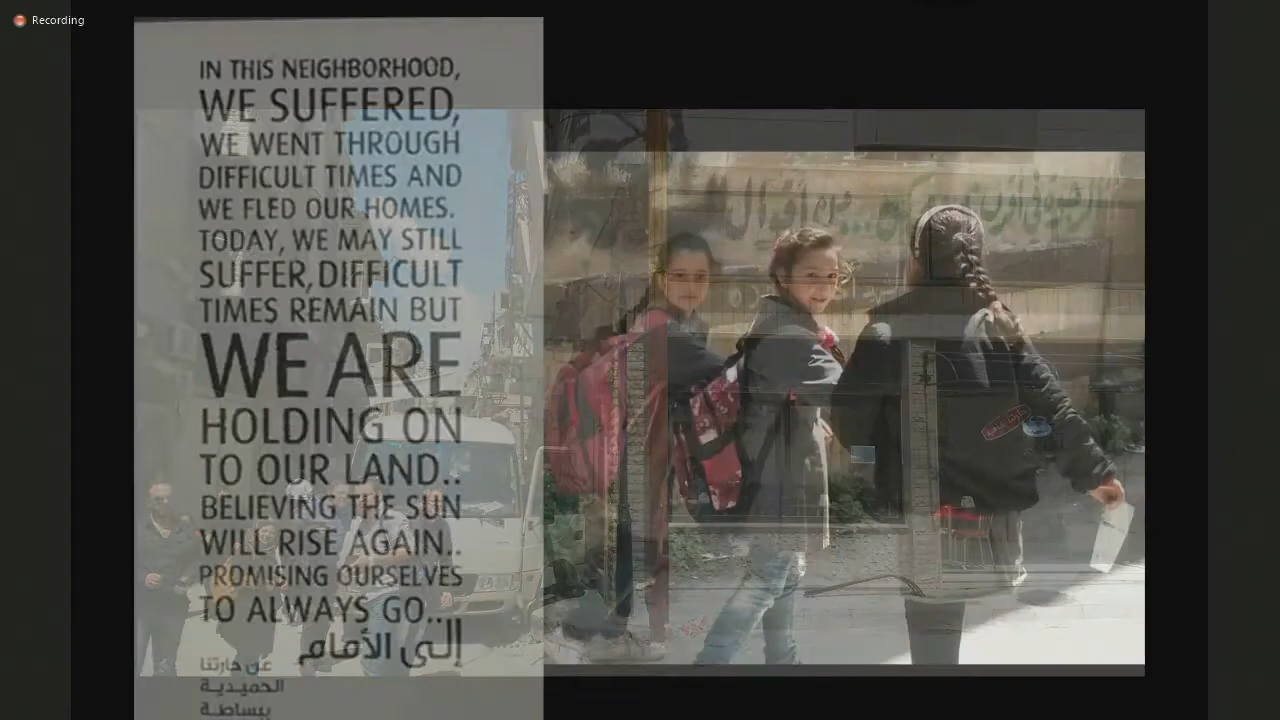 Recording
IN THIS NEIGHBORHOOD,
WE SUFFERED,
WE WENT THROUGH
DIFFICULT TIMES AND
WE FLED OUR HOMES.
TODAY, WE MAY STILL
SUFFER, DIFFICULT
TIMES REMAIN BUT
WE ARE
HOLDING ON
TO OUR LAND..
BELIEVING THE SUN
WILL RISE AGAIN..
PROMISING OURSELVES
TO ALWAYS GO...
إلى الأمام
عن حارتنا
الحميدية
ببساطة